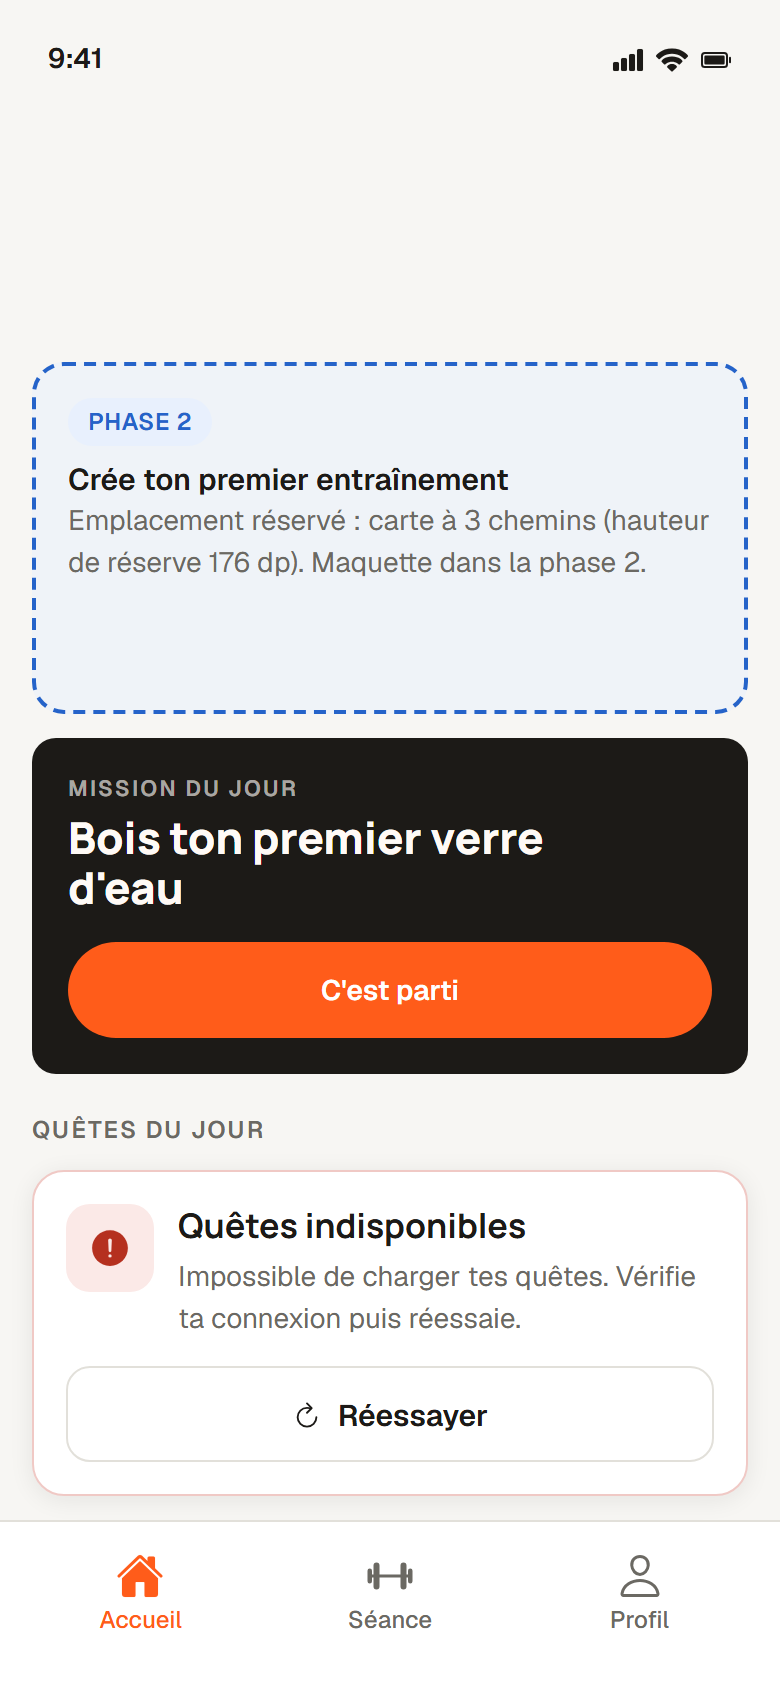 9:41
PHASE 2
Crée ton premier entraînement
Emplacement réservé : carte à 3 chemins (hauteur
de réserve 176 dp). Maquette dans la phase 2.
MISSION DU JOUR
Bois ton premier verre
d'eau
C'est parti
QUÊTES DU JOUR
Quêtes indisponibles
Impossible de charger tes quêtes. Vérifie
ta connexion puis réessaie.
Réessayer
Accueil
Séance
Profil